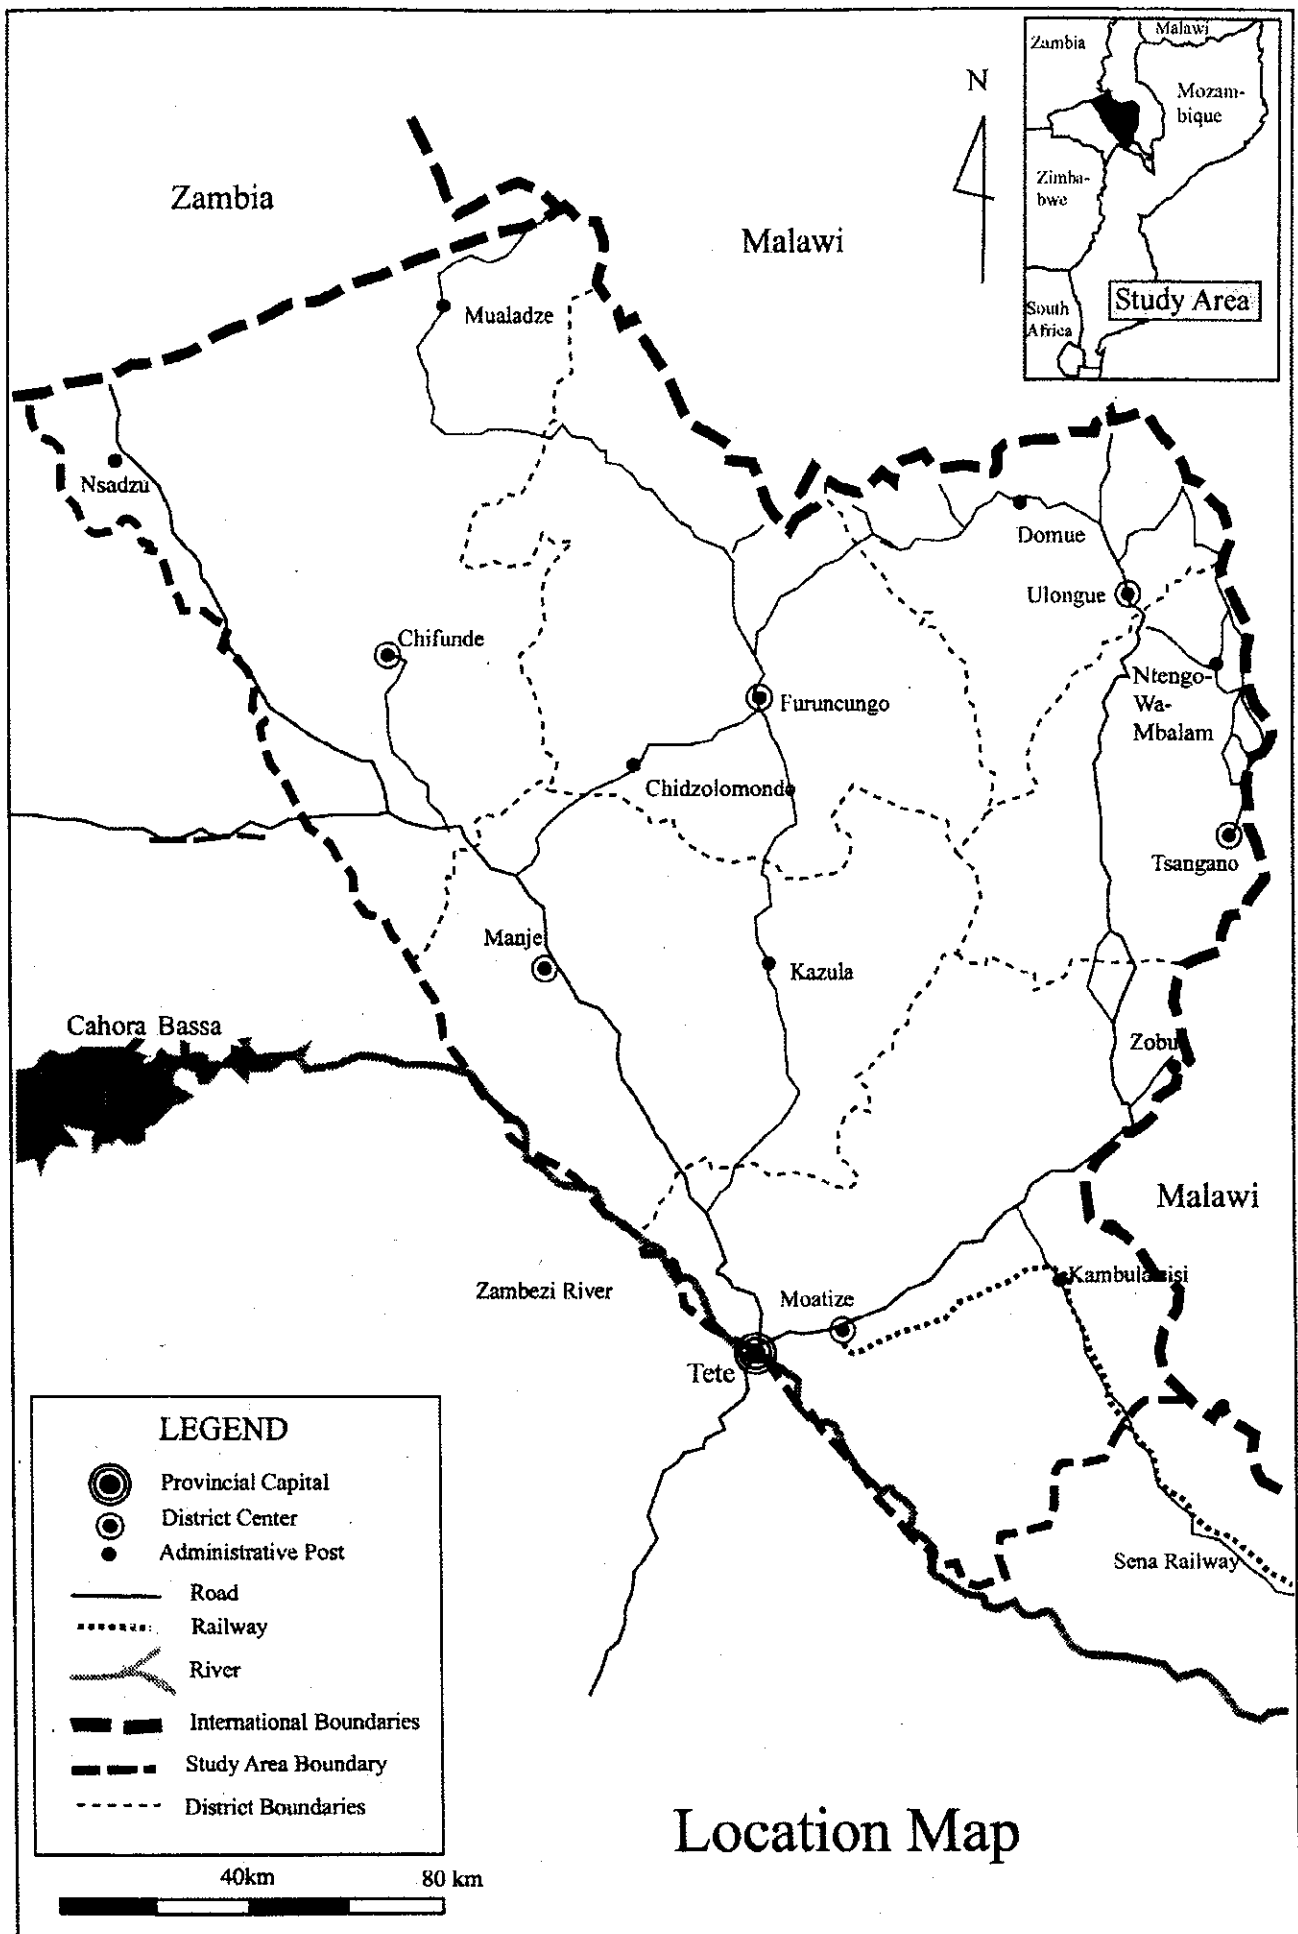 Zambia
Malawi
N
Zambia
Malawi
Mozam-
bique
Zimba-
bwe
South
Africa
Study Area
Mualadze
Nsadzu
Domue
Ulongue
Chifunde
Ntengo-
Wa-
Mbalam
Furuncungo
Chidzolomondo
Tsangano
Manje
Kazula
Cahora Bassa
Zobue
Malawi
Zambezi River
Moatize
Tete
Sena Railway
LEGEND
Provincial Capital
District Center
Administrative Post
Road
Railway
River
International Boundaries
Study Area Boundary
District Boundaries
Location Map
40km
80 km